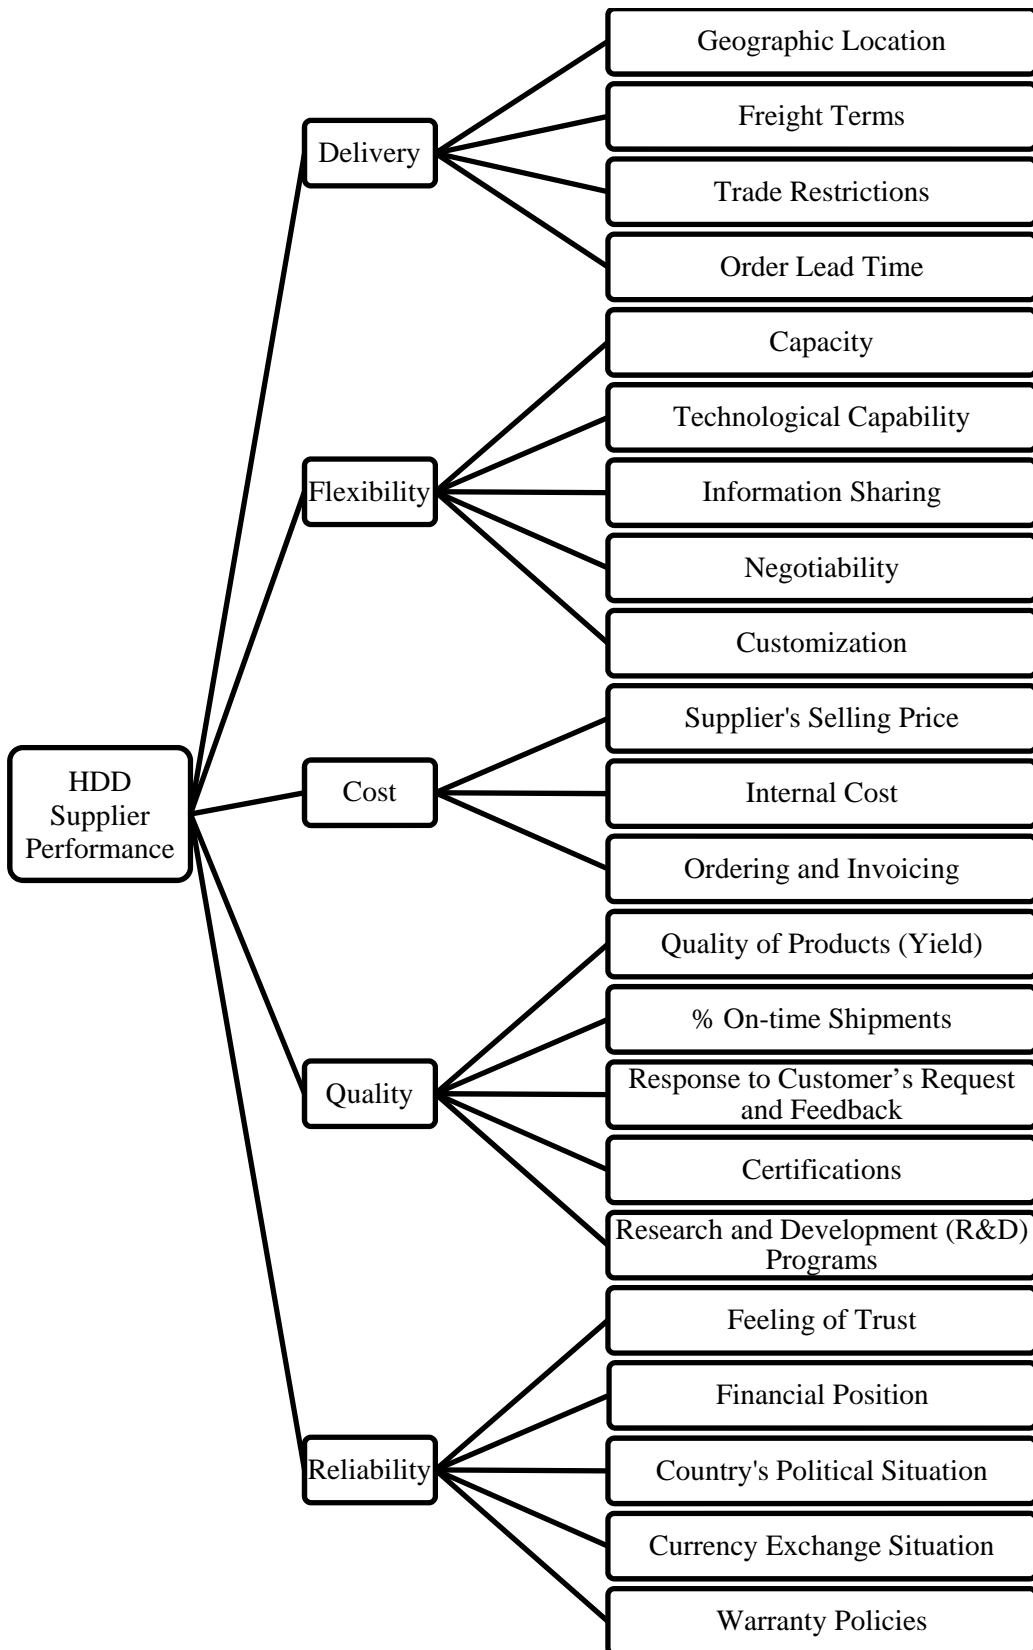 HDD
Supplier
Performance
Delivery
Geographic Location
Freight Terms
Trade Restrictions
Order Lead Time
Flexibility
Capacity
Technological Capability
Information Sharing
Negotiability
Customization
Cost
Supplier's Selling Price
Internal Cost
Ordering and Invoicing
Quality
Quality of Products (Yield)
% On-time Shipments
Response to Customer’s Request
and Feedback
Certifications
Research and Development (R&D)
Programs
Reliability
Feeling of Trust
Financial Position
Country's Political Situation
Currency Exchange Situation
Warranty Policies